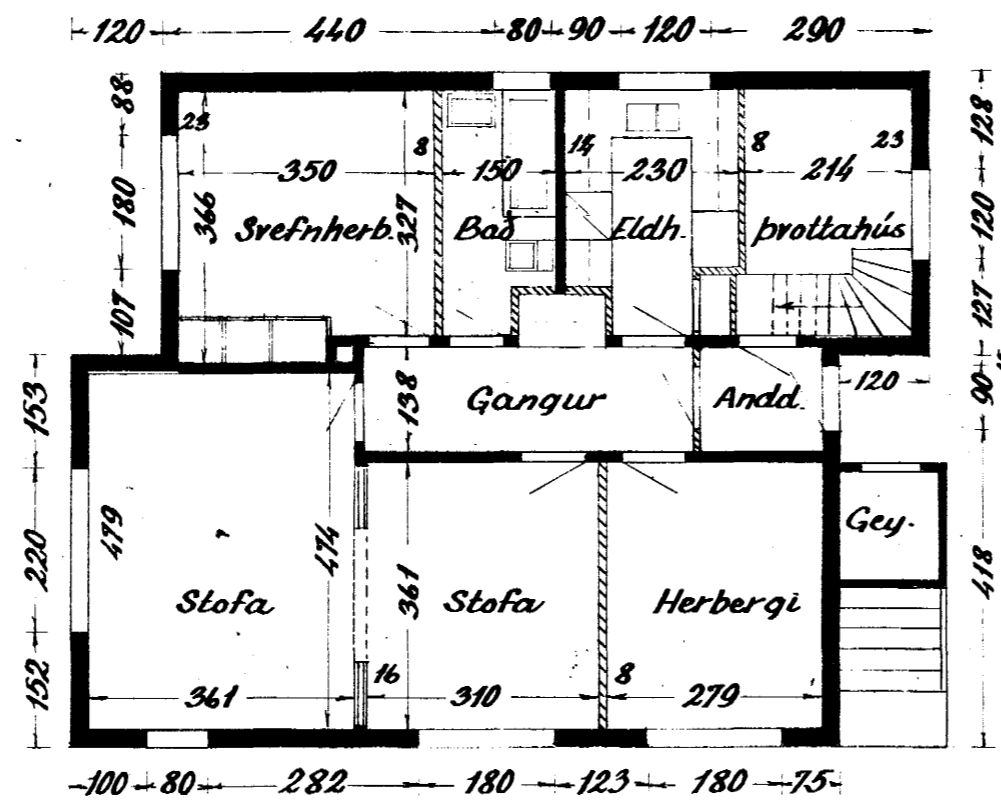 120 440 80 90 120 290
88 23 8 14 8 23 128
350 150 230 214
180 366 327 120
Svefnherb. Bað Eldh. þvottahús
107 127
153 138 Gangur Andd. 120 90 15
479 474 361 Gey.
220 418
Stofa Stofa Herbergi
152 361 16 310 8 279
100 80 282 180 123 180 75